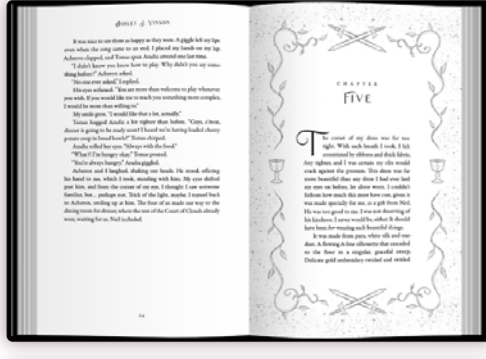 It was nice to see them as happy as they were. A giggle left my lips
even when the song came to an end. I placed my hands on my lap.
Acheron clapped, and Tomas spun Analia around one last time.
"I didn't know you knew how to play. Why didn't you say some-
thing before?" Acheron asked.
"No one ever asked," I replied.
His eyes softened. "You are more than welcome to play whenever
you wish. If you would like me to teach you something more complex,
I would be more than willing to."
My smile grew. "I would like that a lot, actually."
Tomas hugged Analia a bit tighter than before. "Guys, c'mon,
dinner is going to be ready soon! I heard we're having loaded cheesy
potato soup in bread bowls!" Tomas chirped.
Analia rolled her eyes. "Always with the food."
"What? I'm hungry okay," Tomas pouted.
"You're always hungry," Analia giggled.
Acheron and I laughed, shaking our heads. He stood, offering
his hand to me, which I took, standing with him. My eyes shifted
past him, and from the corner of my eye, I thought I saw someone
familiar, but... perhaps not. Trick of the light, maybe. I turned back
to Acheron, smiling up at him. The four of us made our way to the
dining room for dinner, where the rest of the Court of Clouds already
were, waiting for us. Neil included.
54
CHAPTER
FIVE
The corset of my dress was far too
tight. With each breath I took, I felt
constrained by ribbons and thick fabric.
Any tighter, and I was certain my ribs would
crack against the pressure. This dress was far
more beautiful than any dress I had ever laid
my eyes on before, let alone worn. I couldn't
fathom how much this must have cost, given it
was made specially for me, as a gift from Neil.
He was too good to me. I was not deserving of
his kindness. I never would be, either. It should
have been her wearing such beautiful things.
It was made from pure, white silk and star-
dust. A flowing A-line silhouette that cascaded
to the floor in a singular, graceful sweep.
Delicate gold embroidery twirled and swirled